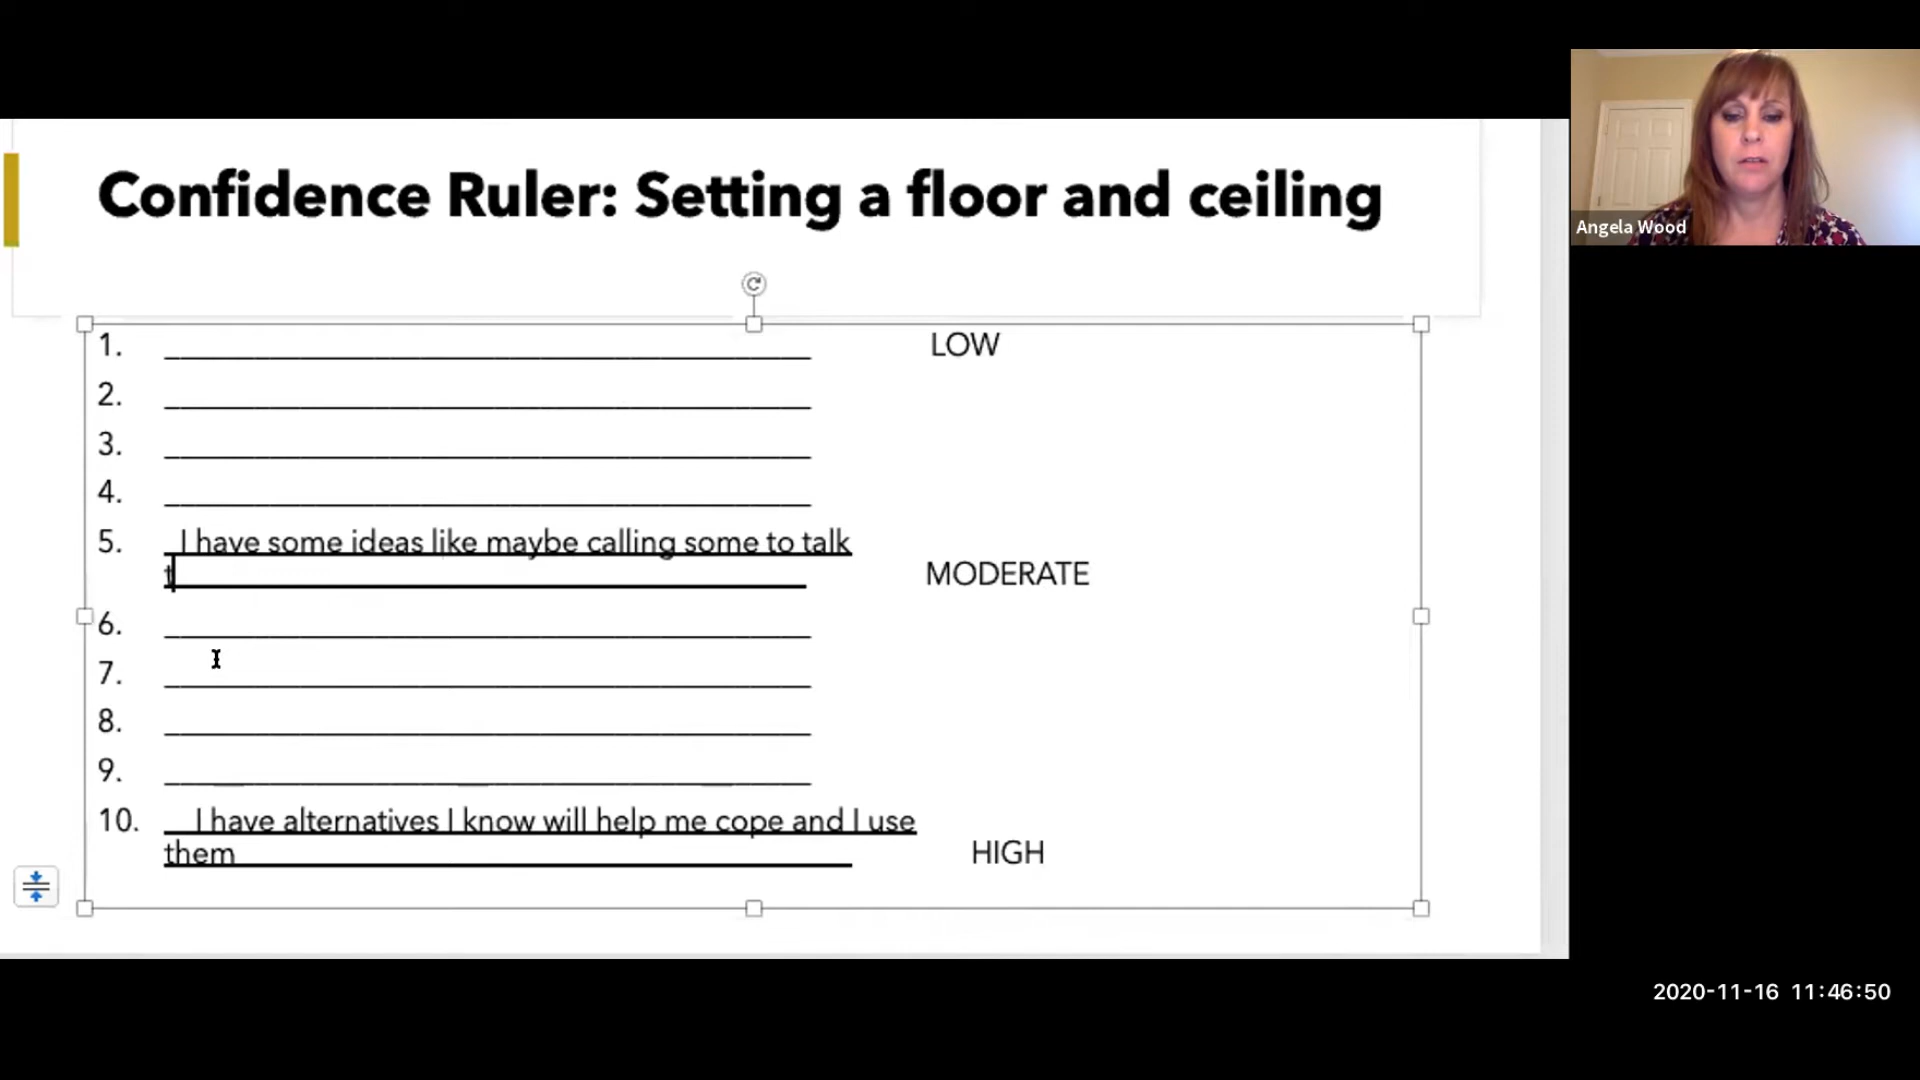 Confidence Ruler: Setting a floor and ceiling
Angela Wood
1. LOW
2.
3.
4.
5. I have some ideas like maybe calling some to talk
t MODERATE
6.
7.
8.
9.
10. I have alternatives I know will help me cope and I use
them HIGH
2020-11-16 11:46:50